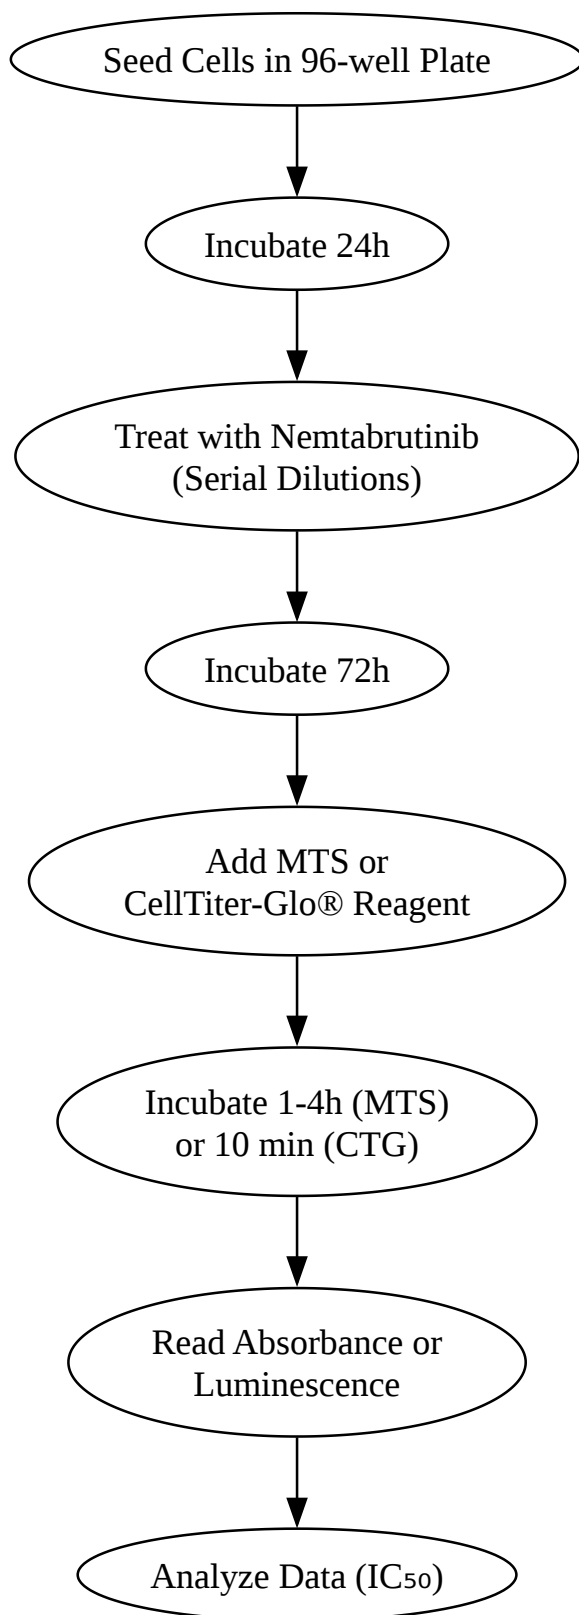 Seed Cells in 96-well Plate
Incubate 24h
Treat with Nemtabrutinib
(Serial Dilutions)
Incubate 72h
Add MTS or
CellTiter-Glo® Reagent
Incubate 1-4h (MTS)
or 10 min (CTG)
Read Absorbance or
Luminescence
Analyze Data (IC₅₀)